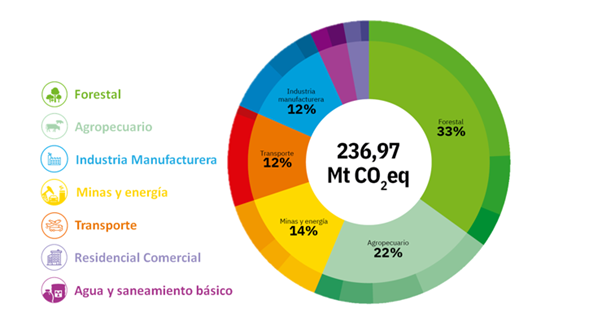 Forestal
Agropecuario
Industria Manufacturera
Minas y energía
Transporte
Residencial Comercial
Agua y saneamiento básico
236,97
Mt CO2eq
Forestal
33%
Agropecuario
22%
Minas y energía
14%
Transporte
12%
Industria
manufacturera
12%